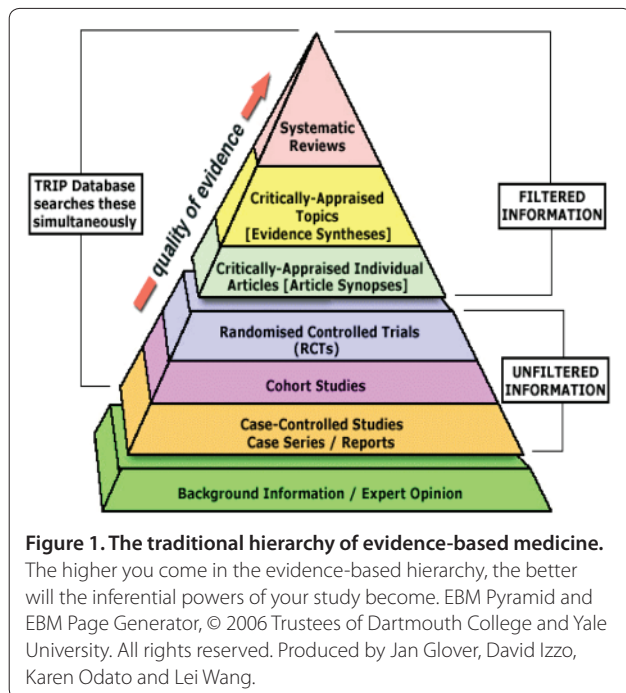 quality of evidence
Systematic
Reviews
TRIP Database
searches these
simultaneously
Critically-Appraised
Topics
[Evidence Syntheses]
FILTERED
INFORMATION
Critically-Appraised Individual
Articles [Article Synopses]
Randomised Controlled Trials
(RCTs)
UNFILTERED
INFORMATION
Cohort Studies
Case-Controlled Studies
Case Series / Reports
Background Information / Expert Opinion
Figure 1. The traditional hierarchy of evidence-based medicine.
The higher you come in the evidence-based hierarchy, the better
will the inferential powers of your study become. EBM Pyramid and
EBM Page Generator, © 2006 Trustees of Dartmouth College and Yale
University. All rights reserved. Produced by Jan Glover, David Izzo,
Karen Odato and Lei Wang.